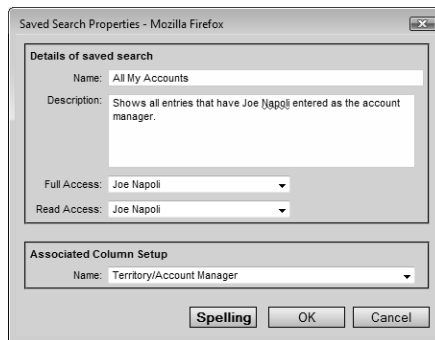 Saved Search Properties - Mozilla Firefox
Details of saved search
Name: All My Accounts
Description: Shows all entries that have Joe Napoli entered as the account
manager.
Full Access: Joe Napoli
Read Access: Joe Napoli
Associated Column Setup
Name: Territory/Account Manager
Spelling OK Cancel